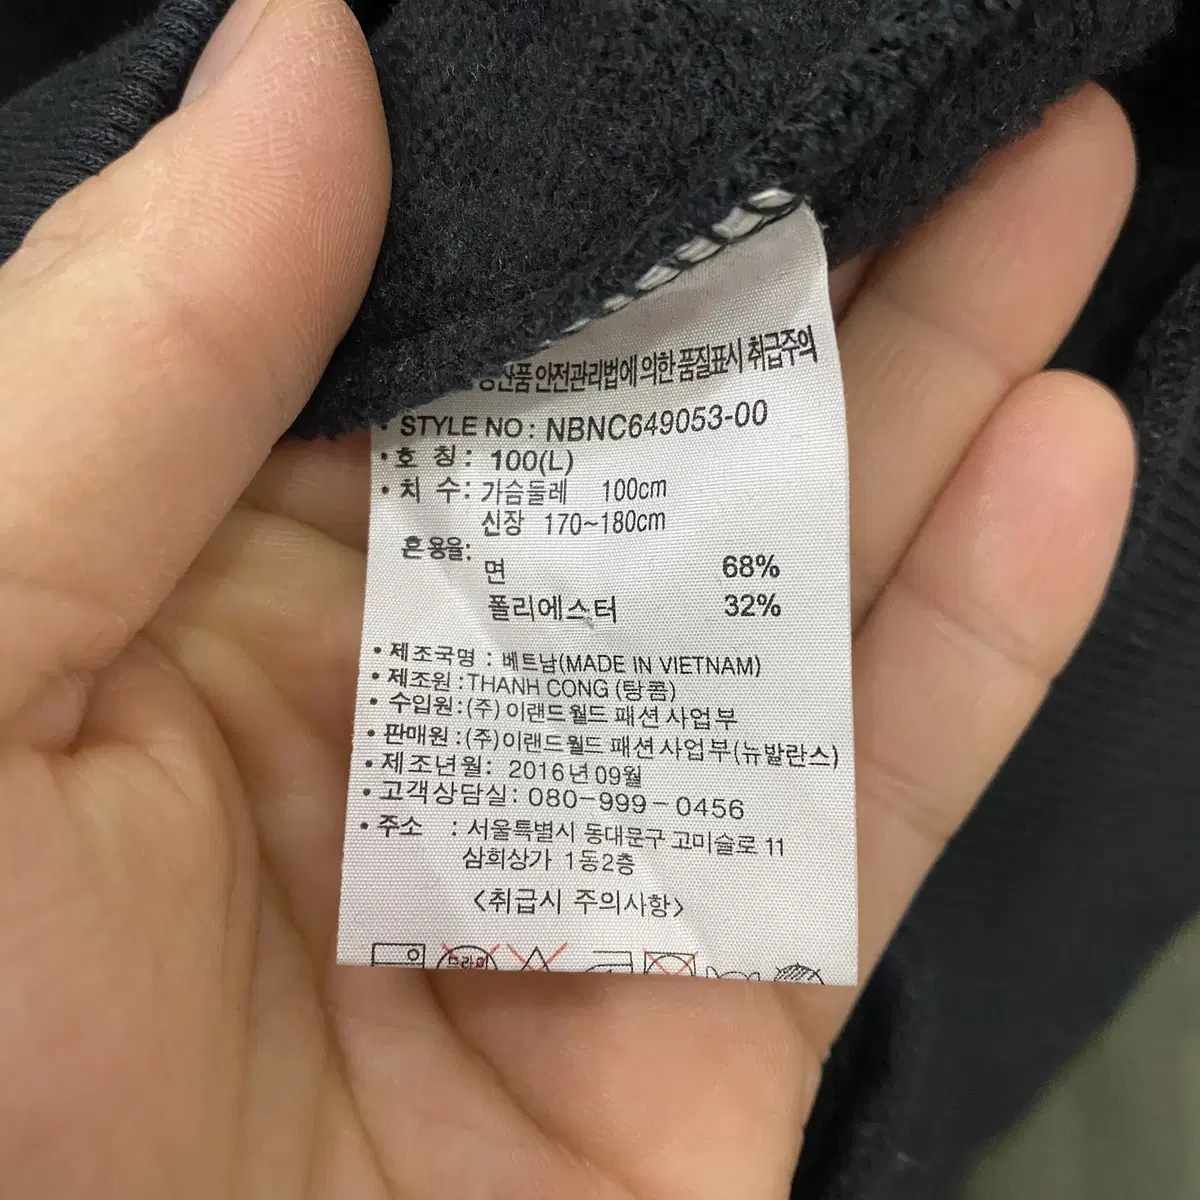 산품 안전관리법에 의한 품질표시 취급주의
• STYLE NO : NBNC649053-00
• 호 칭 : 100(L)
• 치 수 : 가슴둘레 100cm
신장 170~180cm
혼용율:
면 68%
폴리에스터 32%
• 제조국명 : 베트남(MADE IN VIETNAM)
• 제조원 :THANH CONG (탕콤)
• 수입원 : (주) 이랜드월드 패션 사업부
• 판매원 : (주)이랜드월드 패션사업부(뉴발란스)
• 제조년월 : 2016년 09월
• 고객상담실 : 080-999-0456
• 주소 : 서울특별시 동대문구 고미술로 11
삼희상가 1동2층
<취급시 주의사항>